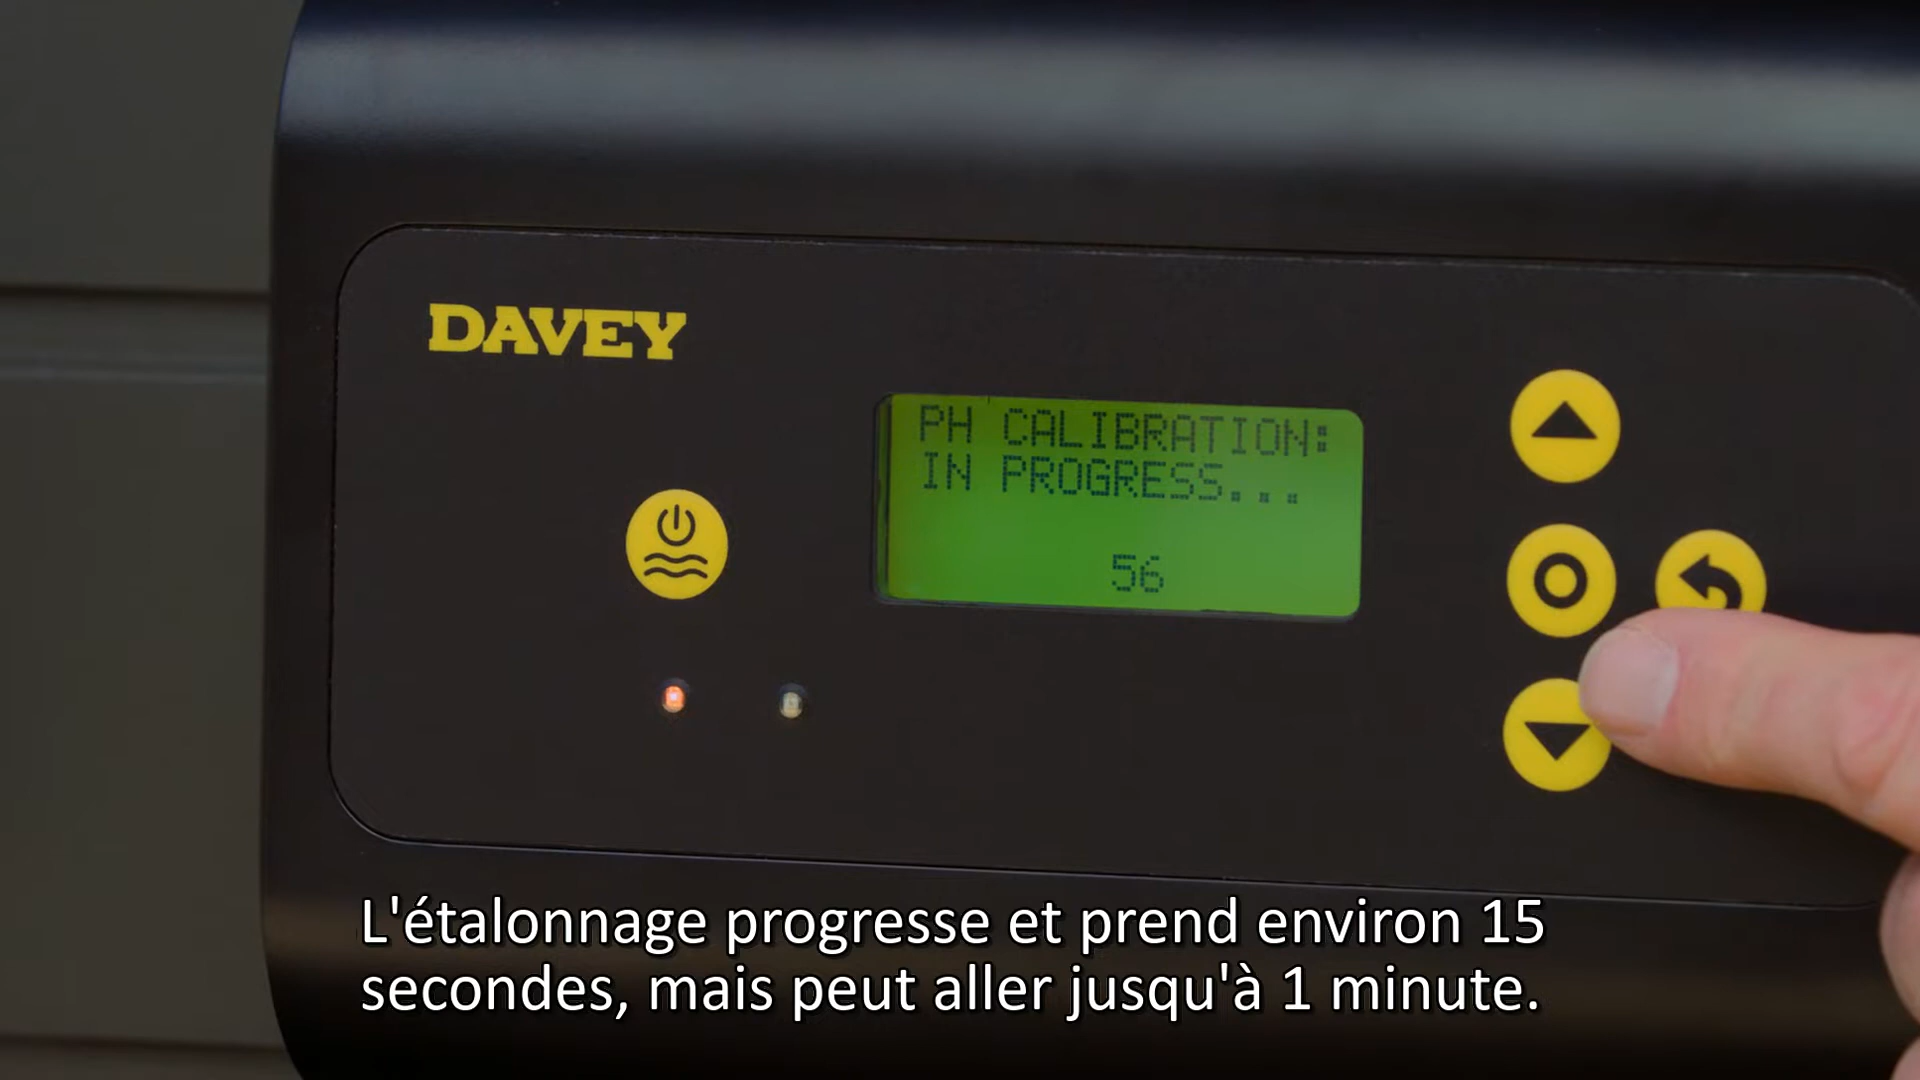 DAVEY
PH CALIBRATION:
IN PROGRESS...
56
L'étalonnage progresse et prend environ 15
secondes, mais peut aller jusqu'à 1 minute.